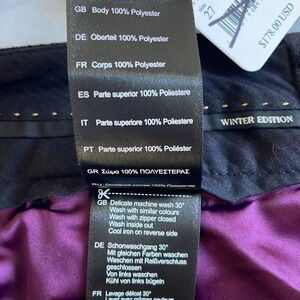 GB Body 100% Polyester
DE Oberteil 100% Polyester
FR Corps 100% Polyester
ES Parte superior 100% Poliestere
IT Parte superiore 100% Poliestere
PT Parte superior 100% Poliéster
GR Σώμα 100% ΠΟΛΥΕΣΤΕΡΑΣ
27
$178.00 USD
WINTER EDITION
GB Delicate machine wash 30°
Wash with similar colours
Wash with zipper closed
Wash inside out
Cool iron on reverse side
DE Schonwaschgang 30°
Mit gleichen Farben waschen
Waschen mit Reißverschluss
geschlossen
Von links waschen
Kühl von links bügeln
FR Lavage délicat 30°